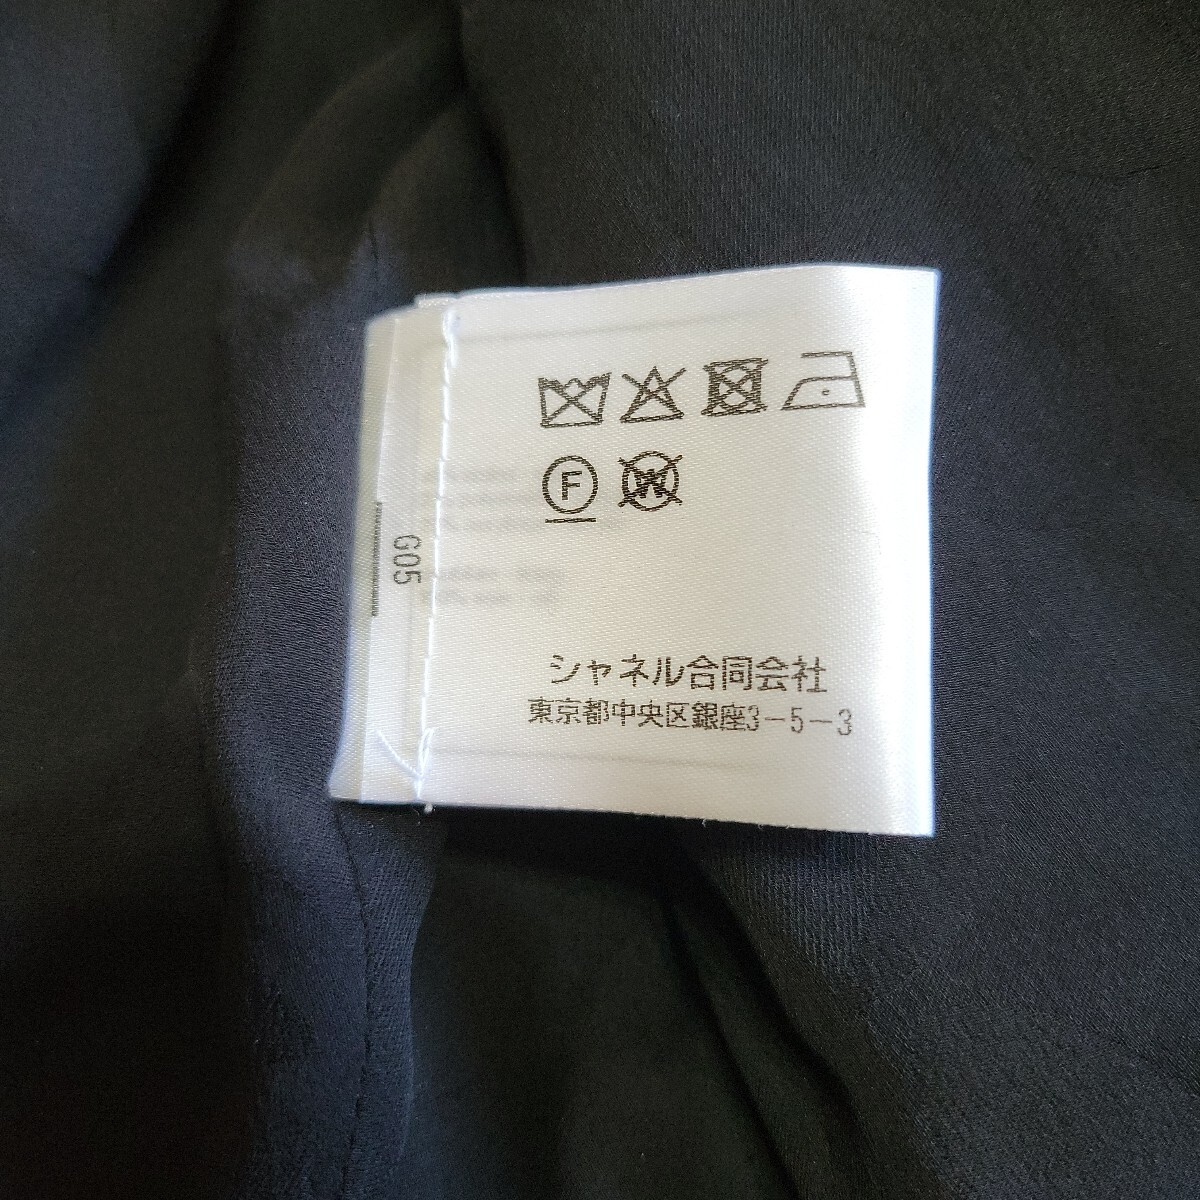 F W
G05
シャネル合同会社
東京都中央区銀座3-5-3